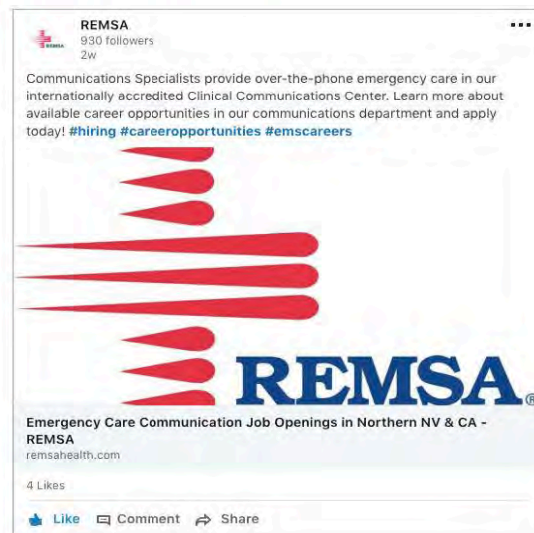 REMSA
930 followers
2w
Communications Specialists provide over-the-phone emergency care in our
internationally accredited Clinical Communications Center. Learn more about
available career opportunities in our communications department and apply
today! #hiring #careeropportunities #emscareers
REMSA®
Emergency Care Communication Job Openings in Northern NV & CA -
REMSA
remsahealth.com
4 Likes
Like Comment Share